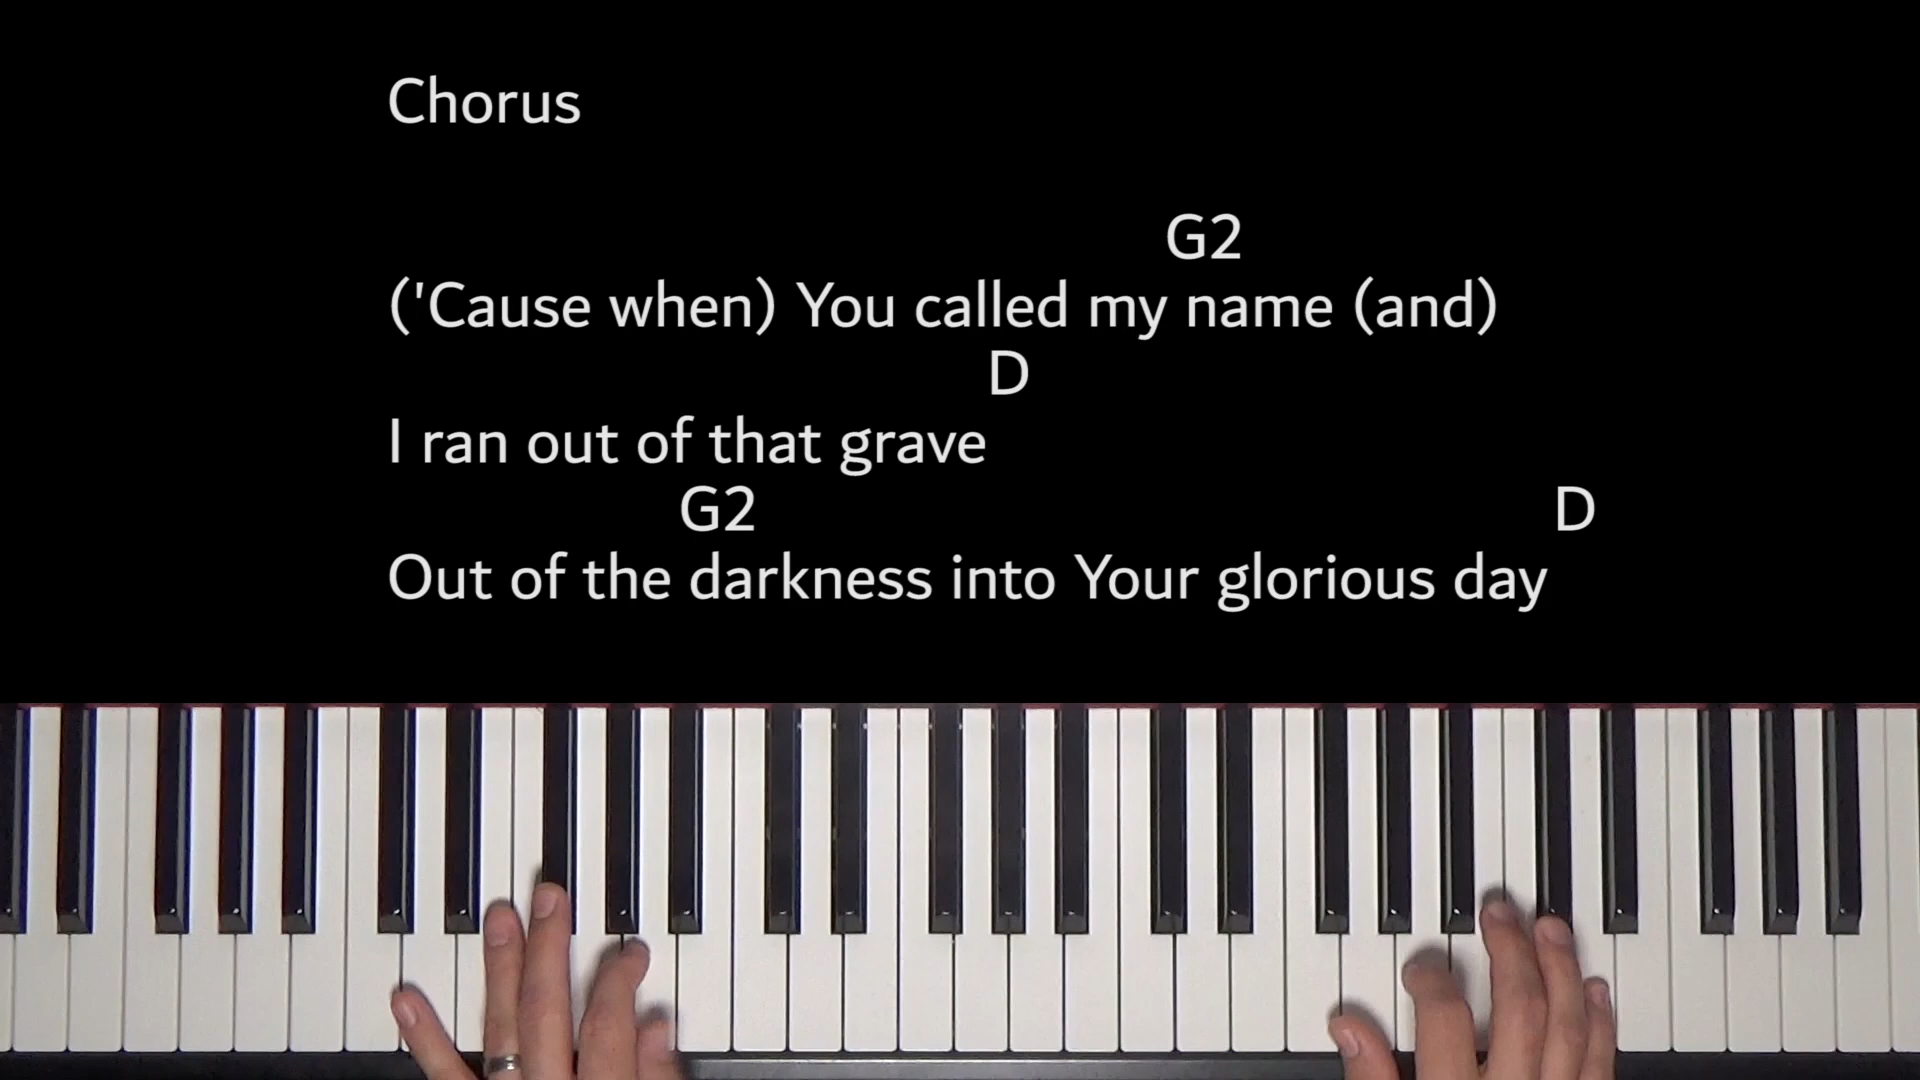 Chorus
G2
('Cause when) You called my name (and)
D
I ran out of that grave
G2 D
Out of the darkness into Your glorious day